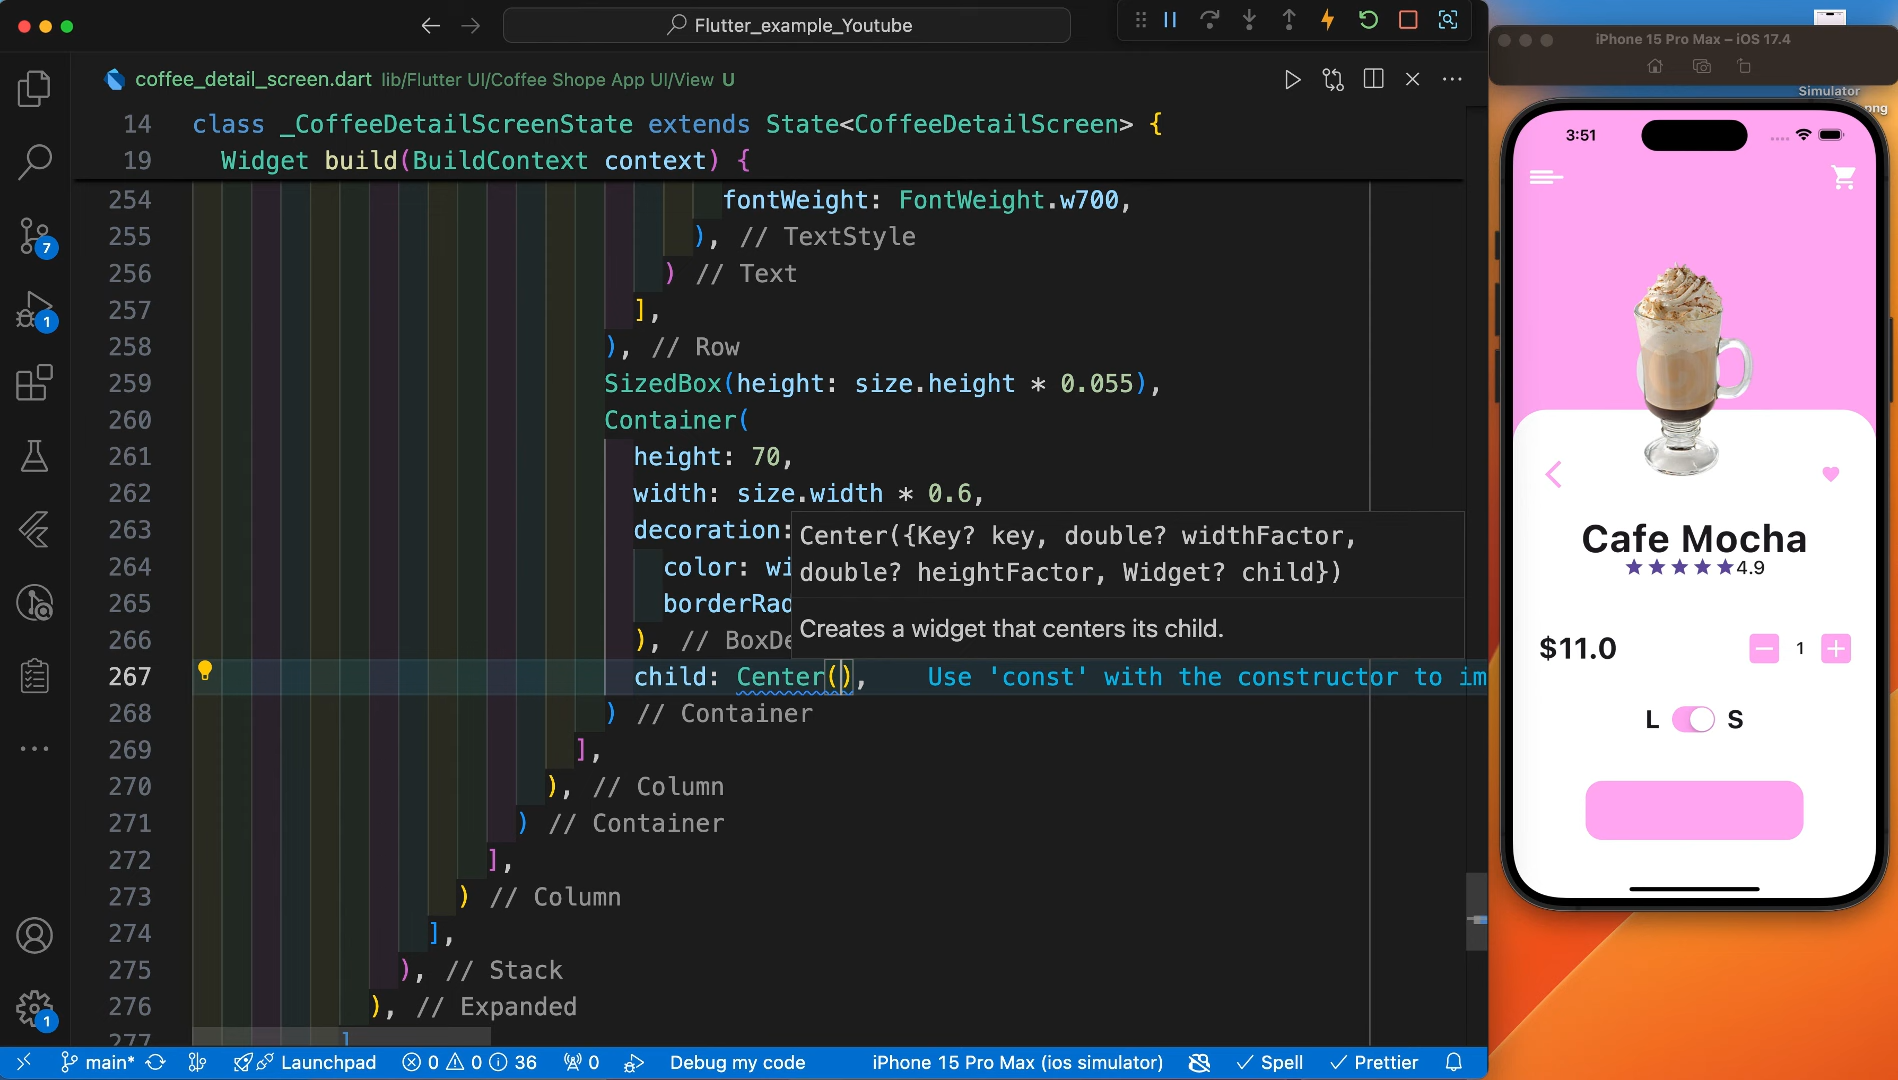 Flutter_example_Youtube
coffee_detail_screen.dart lib/Flutter UI/Coffee Shope App UI/View U
14 class _CoffeeDetailScreenState extends State<CoffeeDetailScreen> {
19 Widget build(BuildContext context) {
254 fontWeight: FontWeight.w700,
255 ), // TextStyle
256 ) // Text
257 ],
258 ), // Row
259 SizedBox(height: size.height * 0.055),
260 Container(
261 height: 70,
262 width: size.width * 0.6,
263 decoration:
264 color: wi
265 borderRad
266 ), // BoxDe
Center({Key? key, double? widthFactor,
double? heightFactor, Widget? child})
Creates a widget that centers its child.
267 child: Center(), Use 'const' with the constructor to im
268 ) // Container
269 ],
270 ), // Column
271 ) // Container
272 ],
273 ) // Column
274 ],
275 ), // Stack
276 ), // Expanded
277 ]
7
1
1
main* Launchpad 0 0 36 0 Debug my code iPhone 15 Pro Max (ios simulator) Spell Prettier
iPhone 15 Pro Max – iOS 17.4
Simulator
png
3:51
Cafe Mocha
4.9
$11.0 1
L S